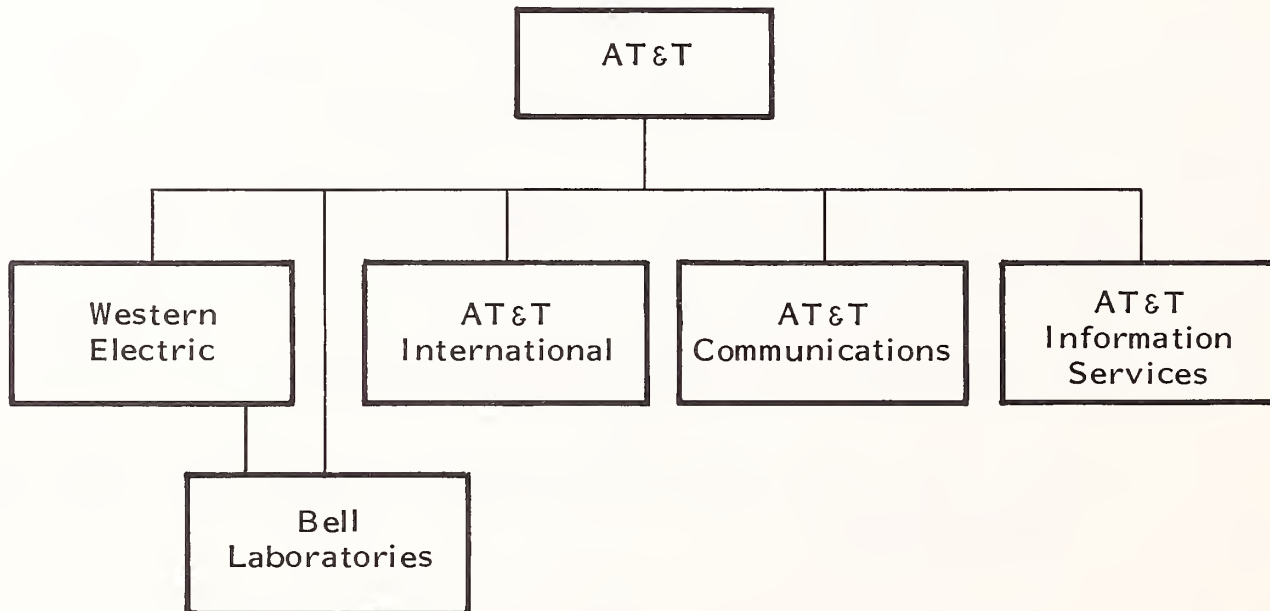 AT&T
Western
Electric
AT&T
International
AT&T
Communications
AT&T
Information
Services
Bell
Laboratories